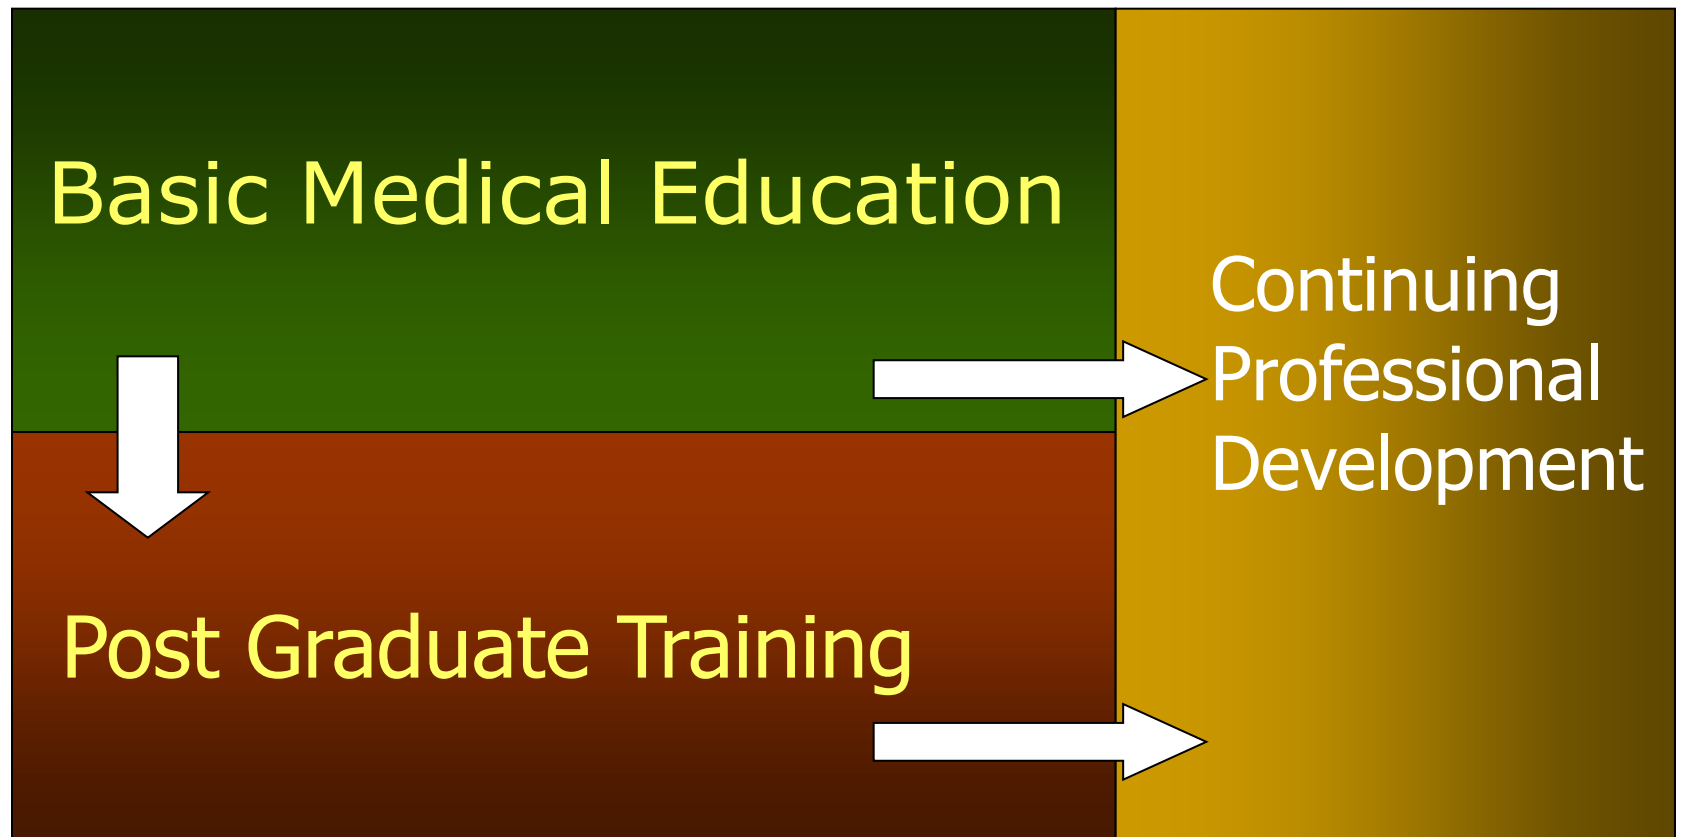 Basic Medical Education
Continuing
Professional
Development
Post Graduate Training